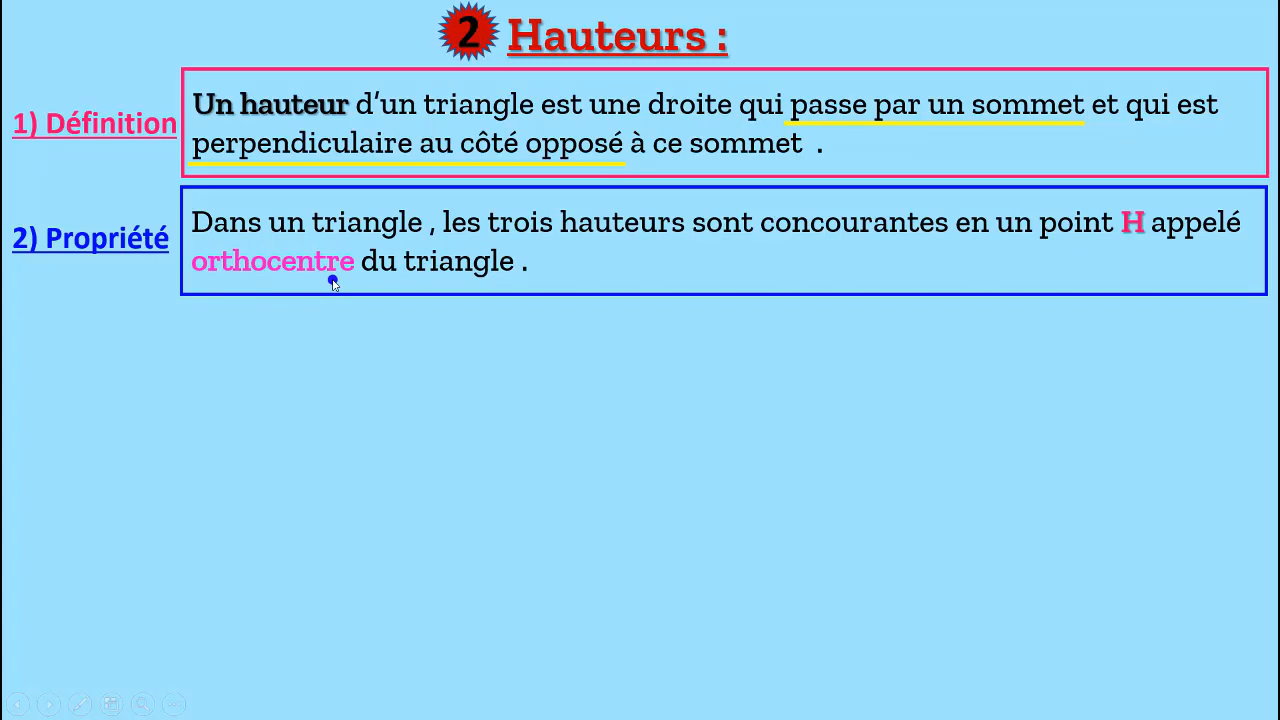 2 Hauteurs :
1) Définition
Un hauteur d’un triangle est une droite qui passe par un sommet et qui est
perpendiculaire au côté opposé à ce sommet .
2) Propriété
Dans un triangle , les trois hauteurs sont concourantes en un point H appelé
orthocentre du triangle .